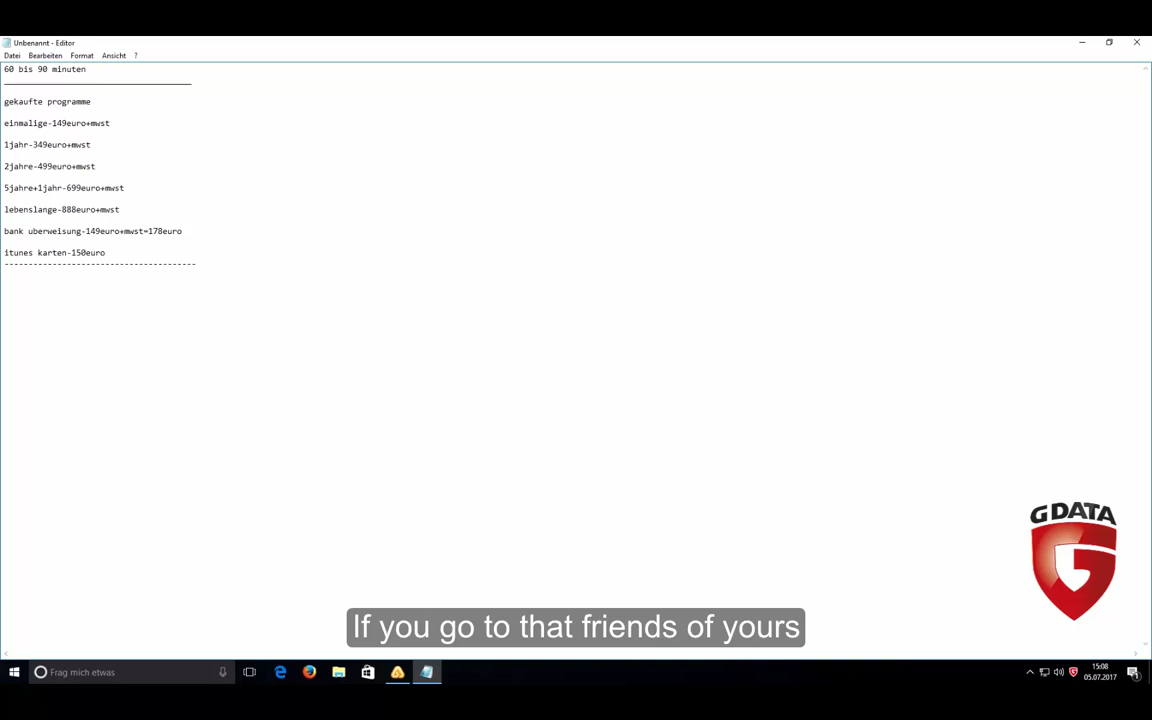 Unbenannt - Editor
Datei Bearbeiten Format Ansicht ?
60 bis 90 minuten
gekaufte programme
einmalige-149euro+mwst
1jahr-349euro+mwst
2jahre-499euro+mwst
5jahre+1jahr-699euro+mwst
lebenslange-888euro+mwst
bank uberweisung-149euro+mwst=178euro
itunes karten-150euro
GDATA
G
If you go to that friends of yours
Frag mich etwas
15:08
05.07.2017